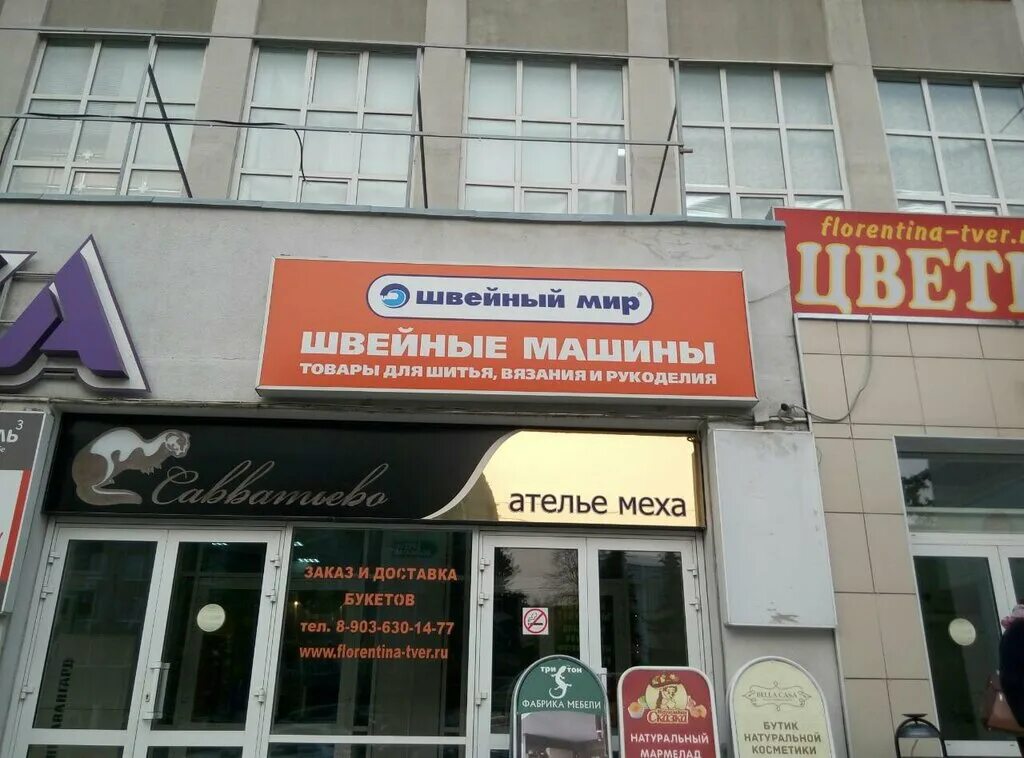 А
florentina-tver.
ЦВЕТ
ШВЕЙНЫЙ МИР®
ШВЕЙНЫЕ МАШИНЫ
ТОВАРЫ ДЛЯ ШИТЬЯ, ВЯЗАНИЯ И РУКОДЕЛИЯ
ЛЬ³
Савватьево
ателье меха
ЗАКАЗ И ДОСТАВКА
БУКЕТОВ
тел. 8-903-630-14-77
www.florentina-tver.ru
АВАНГАРД
три тон
ФАБРИКА МЕБЕЛИ
Сказка
НАТУРАЛЬНЫЙ
МАРМЕЛАД
BELLA CASA
БУТИК
НАТУРАЛЬНОЙ
КОСМЕТИКИ